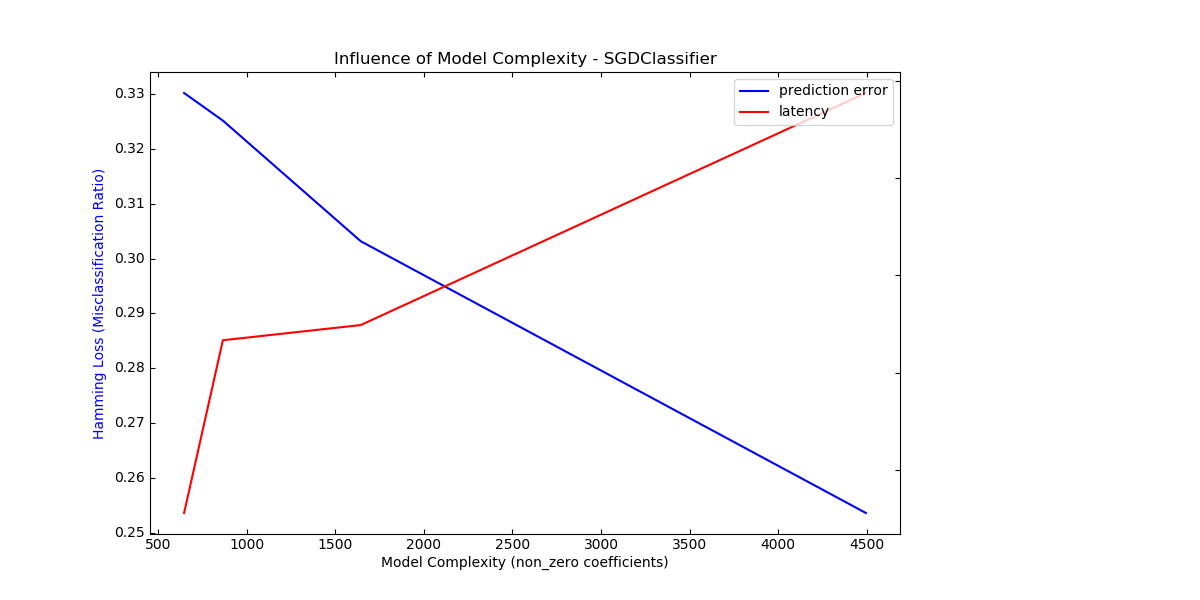 Influence of Model Complexity - SGDClassifier
prediction error
latency
Hamming Loss (Misclassification Ratio)
0.33
0.32
0.31
0.30
0.29
0.28
0.27
0.26
0.25
500 1000 1500 2000 2500 3000 3500 4000 4500
Model Complexity (non_zero coefficients)